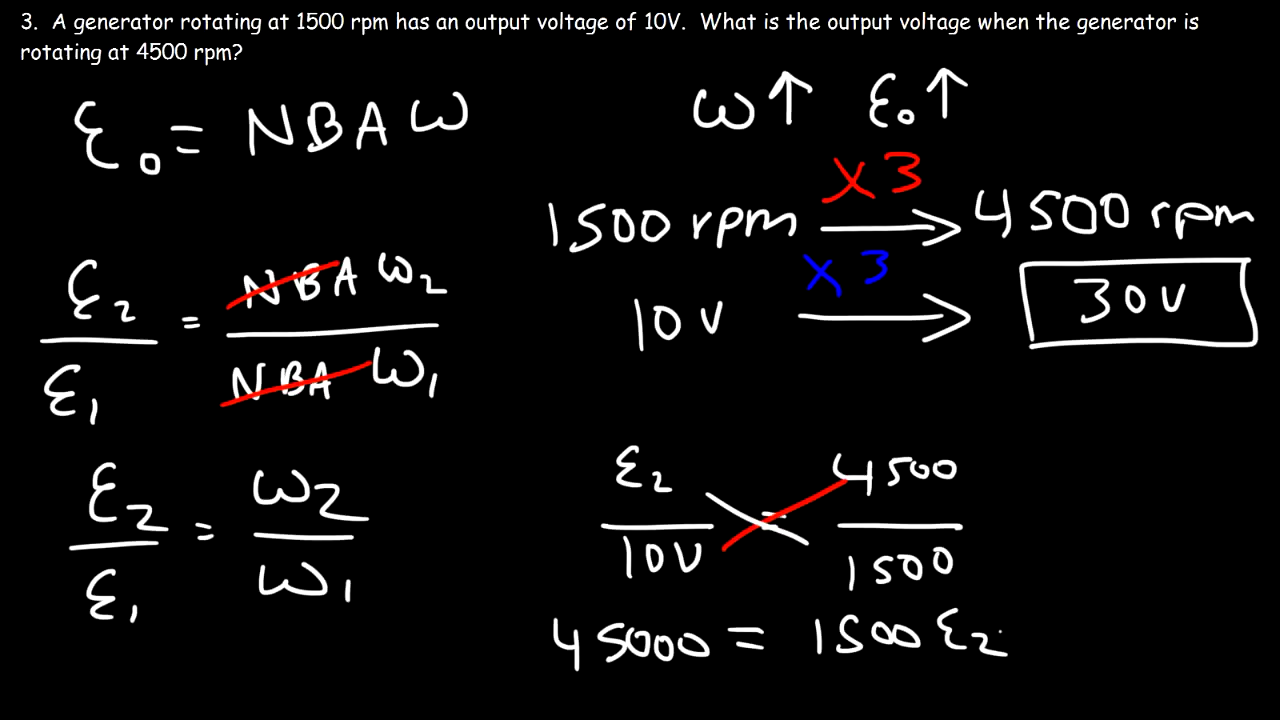 3. A generator rotating at 1500 rpm has an output voltage of 10V. What is the output voltage when the generator is
rotating at 4500 rpm?
ε₀ = NBAω
ω↑ ε₀↑
x3
1500 rpm → 4500 rpm
x3
10V → 30V
ε₂/ε₁ = NBAω₂/NBAω₁
ε₂/ε₁ = ω₂/ω₁
ε₂/10V = 4500/1500
45000 = 1500 ε₂